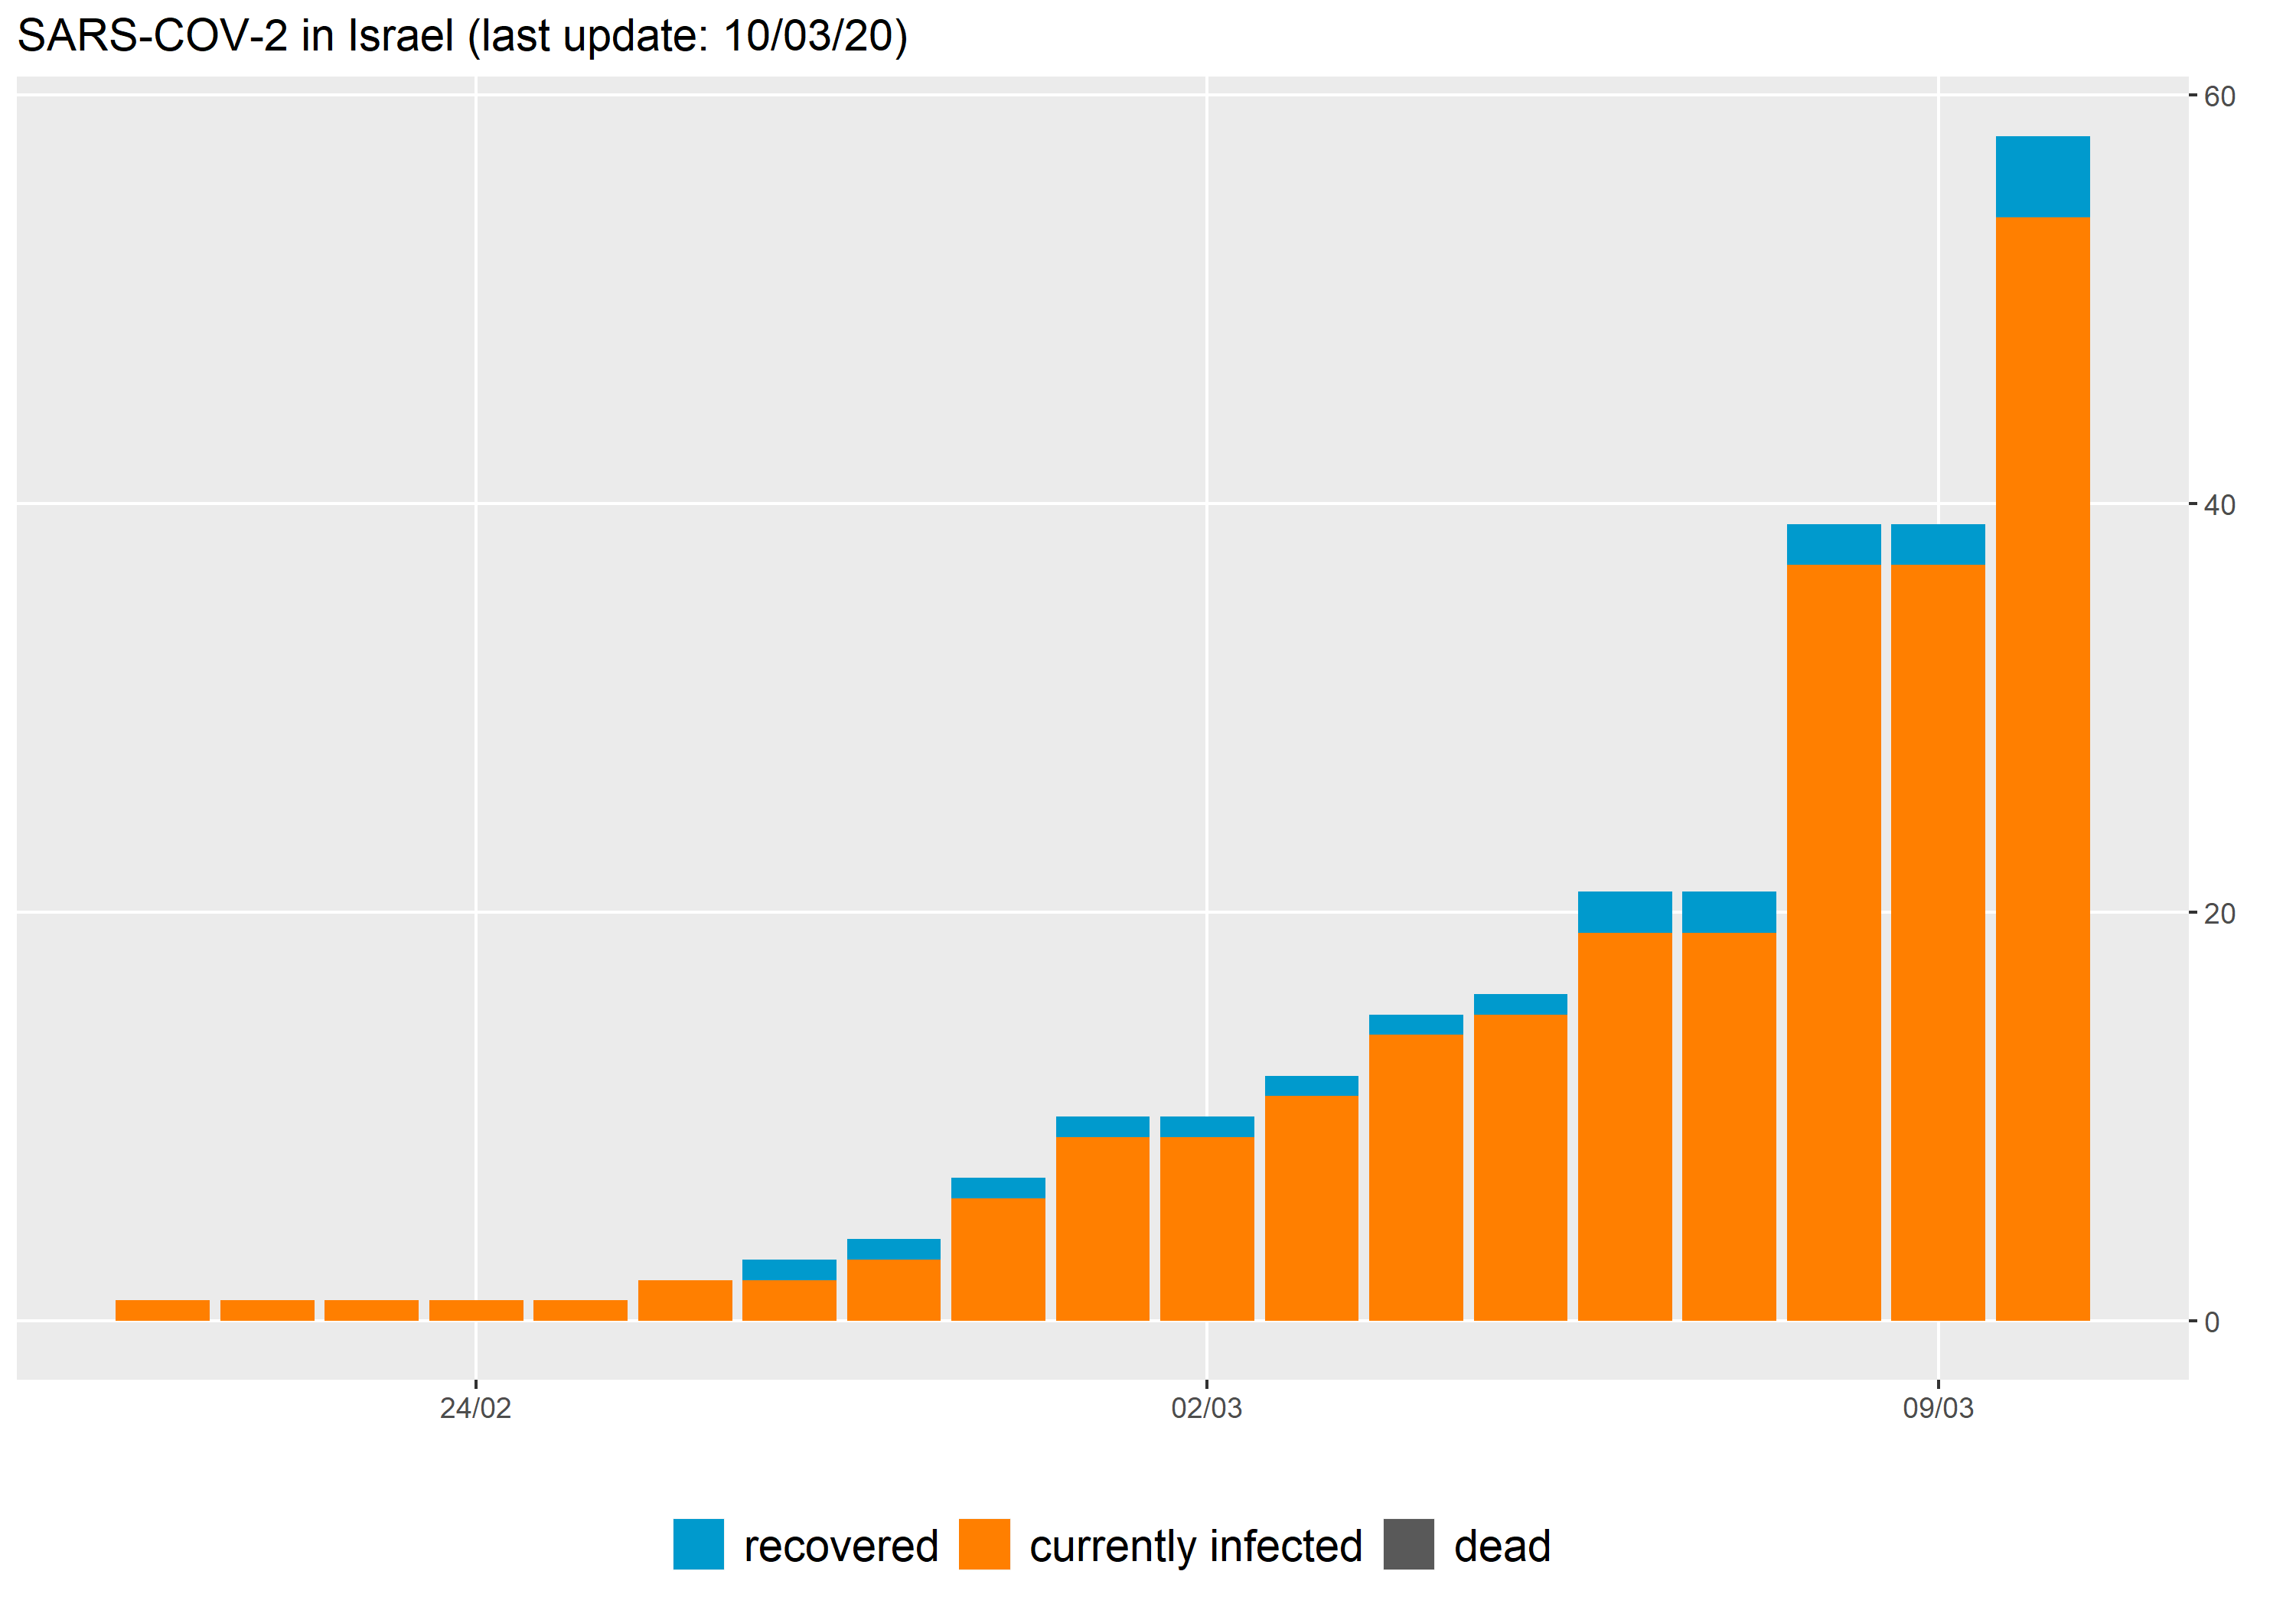 SARS-COV-2 in Israel (last update: 10/03/20)
60
40
20
0
24/02 02/03 09/03
recovered currently infected dead